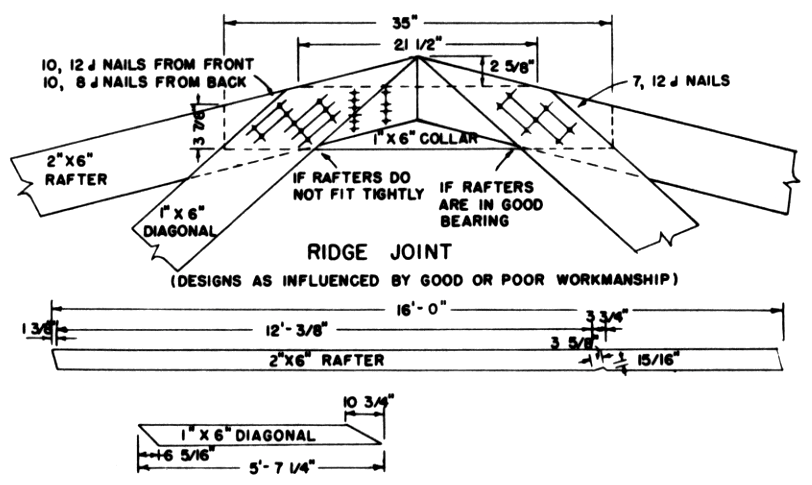 35"
21 1/2"
10, 12 d NAILS FROM FRONT
10, 8 d NAILS FROM BACK
2 5/8"
7, 12 d NAILS
3 7/8"
1" X 6" COLLAR
2" X 6"
RAFTER
IF RAFTERS DO
NOT FIT TIGHTLY
IF RAFTERS
ARE IN GOOD
BEARING
1" X 6"
DIAGONAL
RIDGE JOINT
(DESIGNS AS INFLUENCED BY GOOD OR POOR WORKMANSHIP)
16'-0"
1 3/8"
12'-3/8"
3 3/4"
3 5/8"
2" X 6" RAFTER
15/16"
10 3/4"
1" X 6" DIAGONAL
6 5/16"
5'-7 1/4"